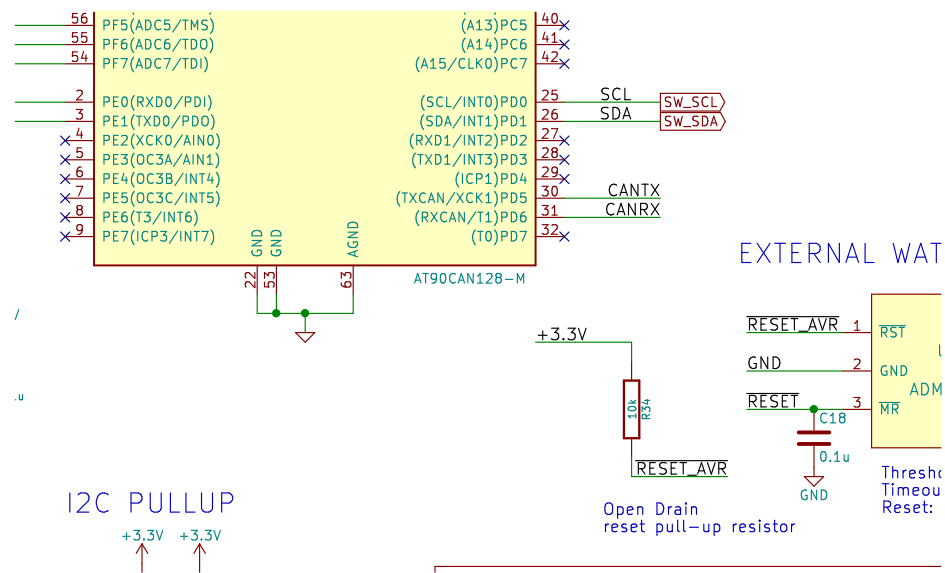 56 PF5(ADC5/TMS) (A13)PC5 40
55 PF6(ADC6/TDO) (A14)PC6 41
54 PF7(ADC7/TDI) (A15/CLK0)PC7 42
2 PE0(RXD0/PDI) (SCL/INT0)PD0 25 SCL SW_SCL
3 PE1(TXD0/PDO) (SDA/INT1)PD1 26 SDA SW_SDA
4 PE2(XCK0/AIN0) (RXD1/INT2)PD2 27
5 PE3(OC3A/AIN1) (TXD1/INT3)PD3 28
6 PE4(OC3B/INT4) (ICP1)PD4 29
7 PE5(OC3C/INT5) (TXCAN/XCK1)PD5 30 CANTX
8 PE6(T3/INT6) (RXCAN/T1)PD6 31 CANRX
9 PE7(ICP3/INT7) (T0)PD7 32
GND GND AGND
22 53 63
AT90CAN128-M
EXTERNAL WAT
/
+3.3V
RESET_AVR 1 RST
GND 2 GND
.u
10k R34
ADM
RESET 3 MR
C18
0.1u
GND
RESET_AVR
Open Drain
reset pull-up resistor
Thresho
Timeou
Reset:
I2C PULLUP
+3.3V +3.3V